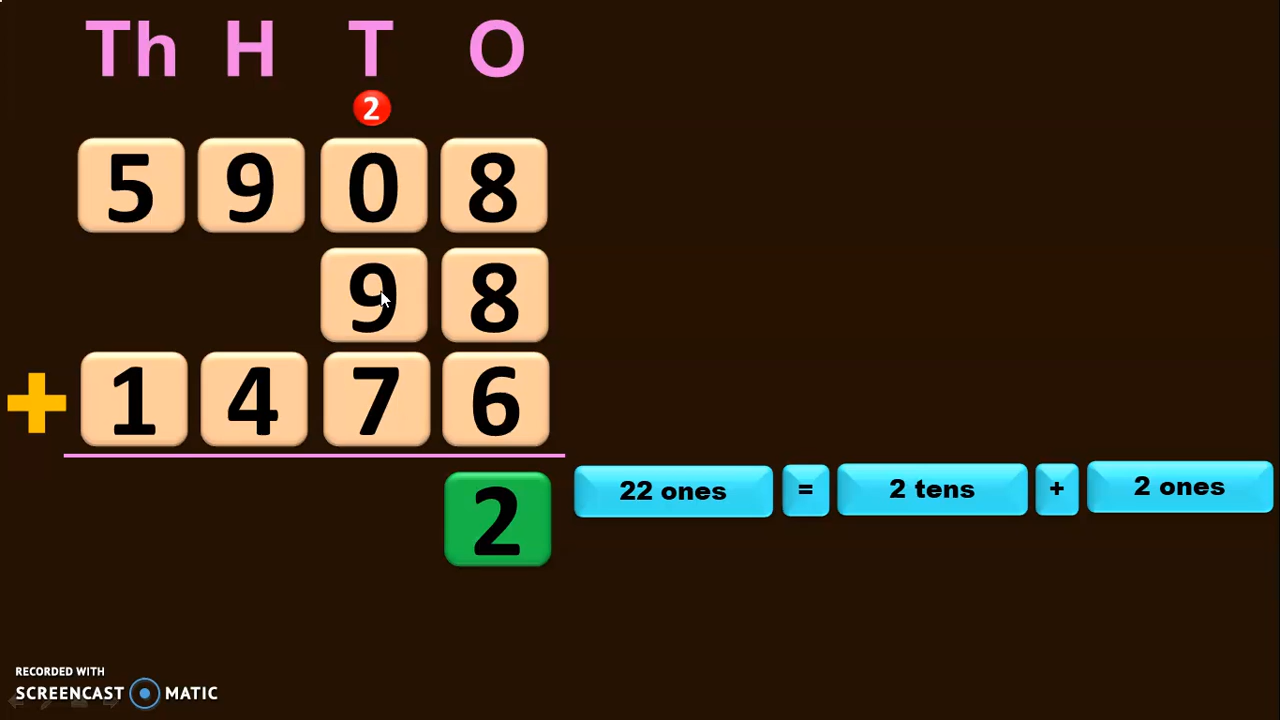 Th H T O
2
5 9 0 8
9 8
+ 1 4 7 6
2 22 ones = 2 tens + 2 ones
RECORDED WITH
SCREENCAST MATIC